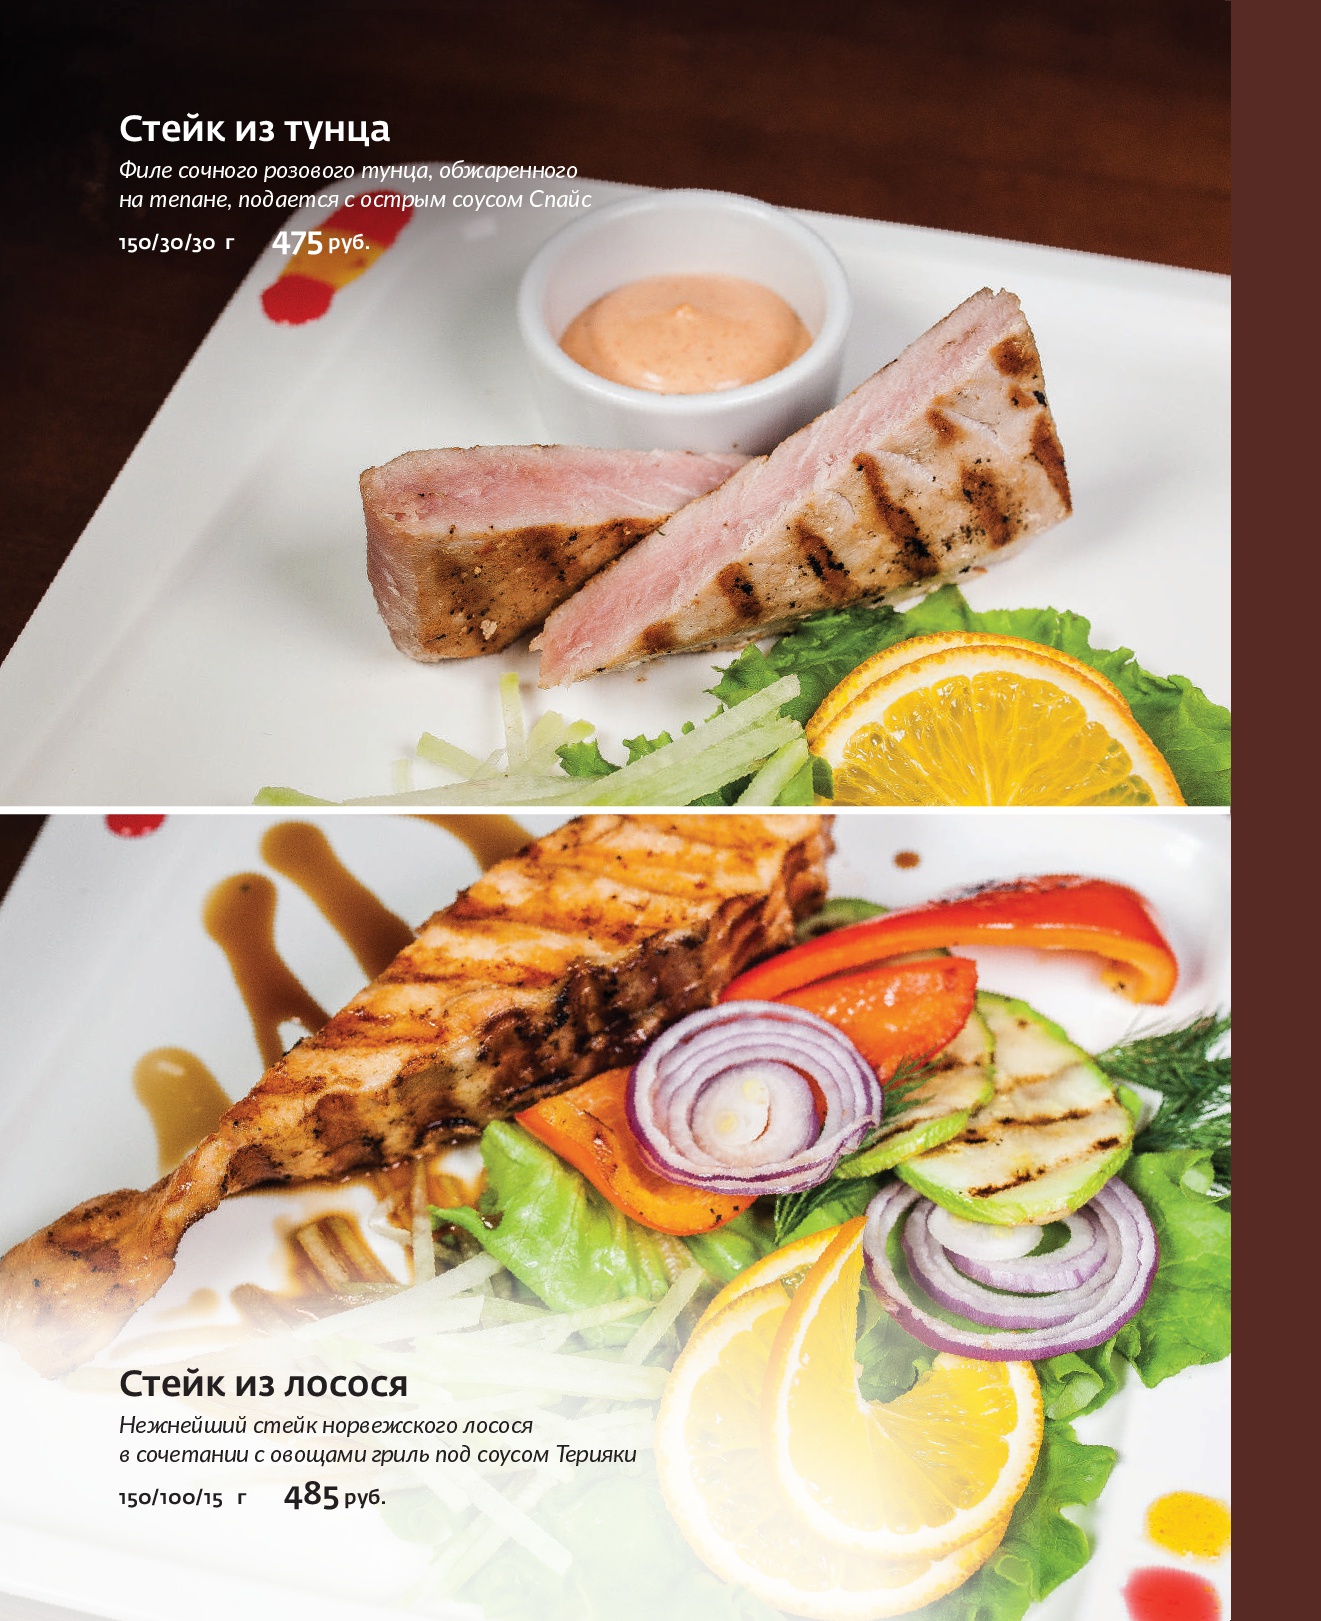 Стейк из тунца
Филе сочного розового тунца, обжаренного
на тепане, подается с острым соусом Спайс
150/30/30 г 475 руб.
Стейк из лосося
Нежнейший стейк норвежского лосося
в сочетании с овощами гриль под соусом Терияки
150/100/15 г 485 руб.